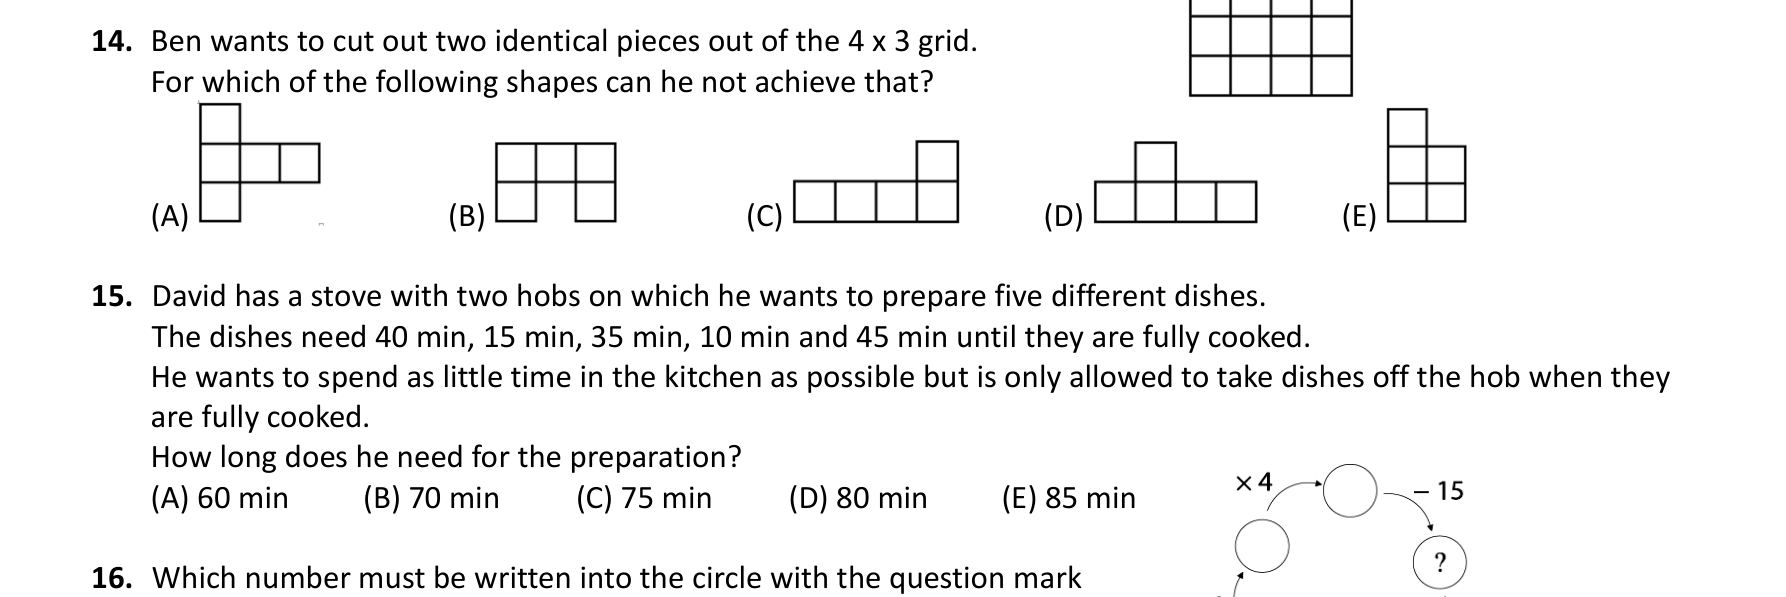 14. Ben wants to cut out two identical pieces out of the 4 x 3 grid.
For which of the following shapes can he not achieve that?
(A) (B) (C) (D) (E)
15. David has a stove with two hobs on which he wants to prepare five different dishes.
The dishes need 40 min, 15 min, 35 min, 10 min and 45 min until they are fully cooked.
He wants to spend as little time in the kitchen as possible but is only allowed to take dishes off the hob when they
are fully cooked.
How long does he need for the preparation?
(A) 60 min (B) 70 min (C) 75 min (D) 80 min (E) 85 min
×4
– 15
?
16. Which number must be written into the circle with the question mark